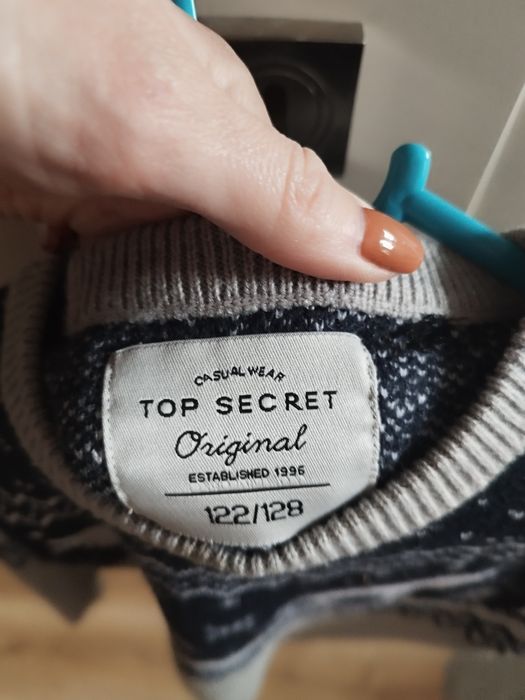 CASUAL WEAR
TOP SECRET
Original
ESTABLISHED 1996
122/128